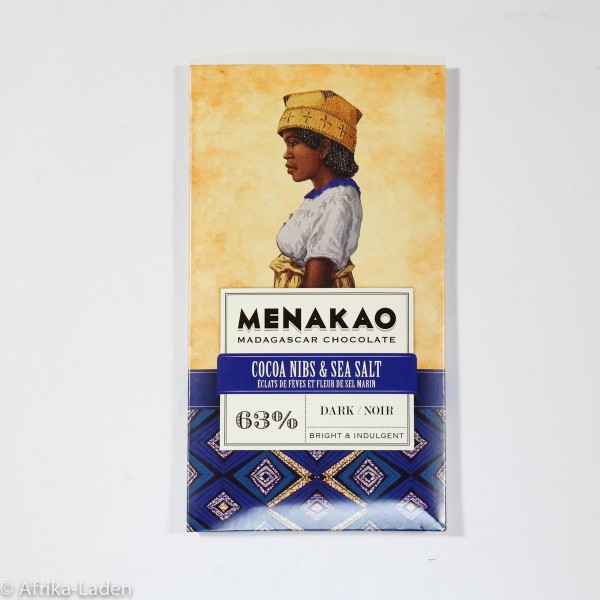 MENAKAO
MADAGASCAR CHOCOLATE
COCOA NIBS & SEA SALT
ÉCLATS DE FÈVES ET FLEUR DE SEL MARIN
63%
DARK / NOIR
BRIGHT & INDULGENT
© Afrika-Laden